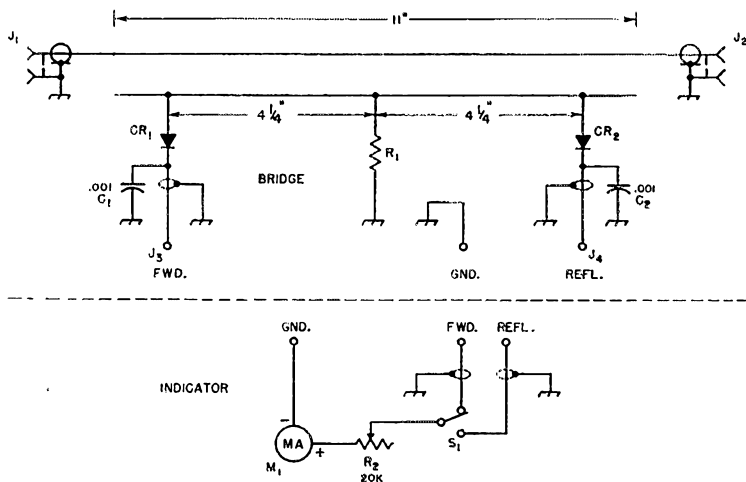 11"
J1 J2
4 1/4" 4 1/4"
CR1 CR2
R1
.001
C1
BRIDGE
.001
C2
J3 J4
FWD. GND. REFL.
GND. FWD. REFL.
INDICATOR
- MA +
M1
R2
20K
S1